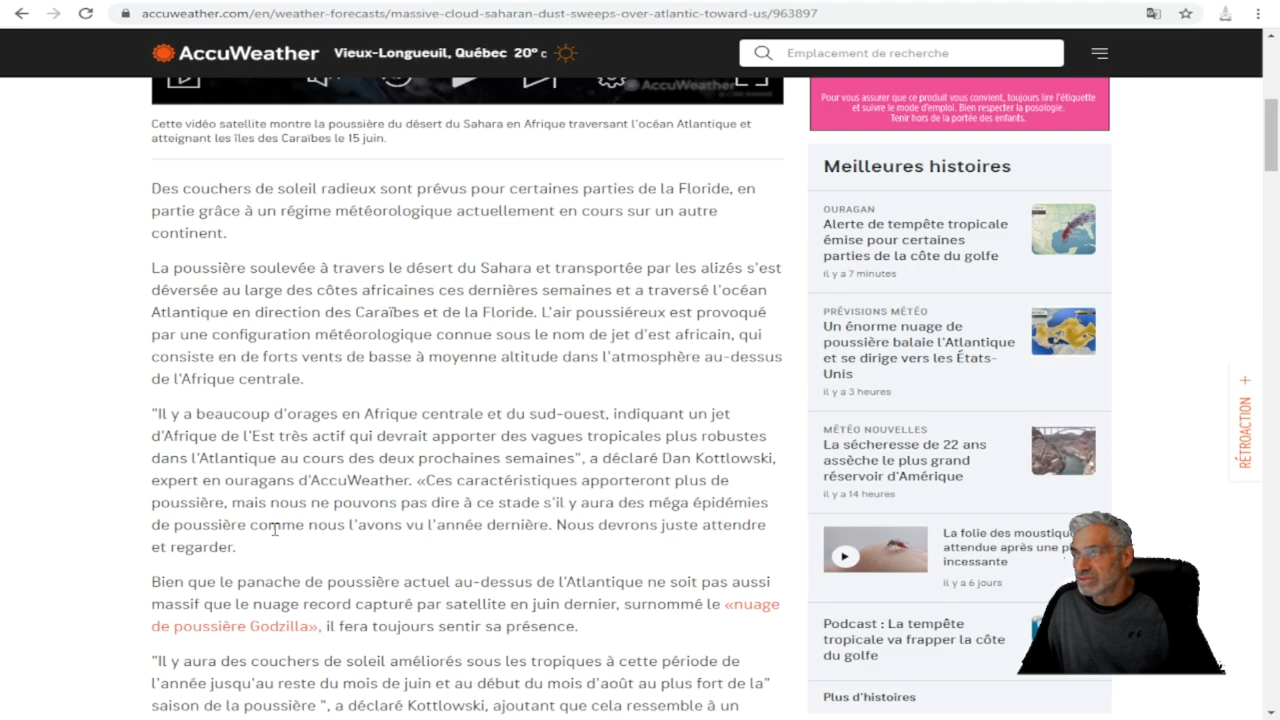 accuweather.com/en/weather-forecasts/massive-cloud-saharan-dust-sweeps-over-atlantic-toward-us/963897
AccuWeather
Vieux-Longueuil, Québec 20° c
Emplacement de recherche
AccuWeather
Cette vidéo satellite montre la poussière du désert du Sahara en Afrique traversant l'océan Atlantique et
atteignant les îles des Caraïbes le 15 juin.
Des couchers de soleil radieux sont prévus pour certaines parties de la Floride, en
partie grâce à un régime météorologique actuellement en cours sur un autre
continent.
La poussière soulevée à travers le désert du Sahara et transportée par les alizés s'est
déversée au large des côtes africaines ces dernières semaines et a traversé l'océan
Atlantique en direction des Caraïbes et de la Floride. L'air poussiéreux est provoqué
par une configuration météorologique connue sous le nom de jet d'est africain, qui
consiste en de forts vents de basse à moyenne altitude dans l'atmosphère au-dessus
de l'Afrique centrale.
"Il y a beaucoup d'orages en Afrique centrale et du sud-ouest, indiquant un jet
d'Afrique de l'Est très actif qui devrait apporter des vagues tropicales plus robustes
dans l'Atlantique au cours des deux prochaines semaines", a déclaré Dan Kottlowski,
expert en ouragans d'AccuWeather. «Ces caractéristiques apporteront plus de
poussière, mais nous ne pouvons pas dire à ce stade s'il y aura des méga épidémies
de poussière comme nous l'avons vu l'année dernière. Nous devrons juste attendre
et regarder.
Bien que le panache de poussière actuel au-dessus de l'Atlantique ne soit pas aussi
massif que le nuage record capturé par satellite en juin dernier, surnommé le «nuage
de poussière Godzilla», il fera toujours sentir sa présence.
"Il y aura des couchers de soleil améliorés sous les tropiques à cette période de
l'année jusqu'au reste du mois de juin et au début du mois d'août au plus fort de la"
saison de la poussière ", a déclaré Kottlowski, ajoutant que cela ressemble à un
Pour vous assurer que ce produit vous convient, toujours lire l'étiquette
et suivre le mode d'emploi. Bien respecter la posologie.
Tenir hors de la portée des enfants.
Meilleures histoires
OURAGAN
Alerte de tempête tropicale
émise pour certaines
parties de la côte du golfe
il y a 7 minutes
PRÉVISIONS MÉTÉO
Un énorme nuage de
poussière balaie l'Atlantique
et se dirige vers les États-
Unis
il y a 3 heures
MÉTÉO NOUVELLES
La sécheresse de 22 ans
assèche le plus grand
réservoir d'Amérique
il y a 14 heures
La folie des moustiqu
attendue après une p
incessante
il y a 6 jours
Podcast : La tempête
tropicale va frapper la côte
du golfe
Plus d'histoires
RÉTROACTION +